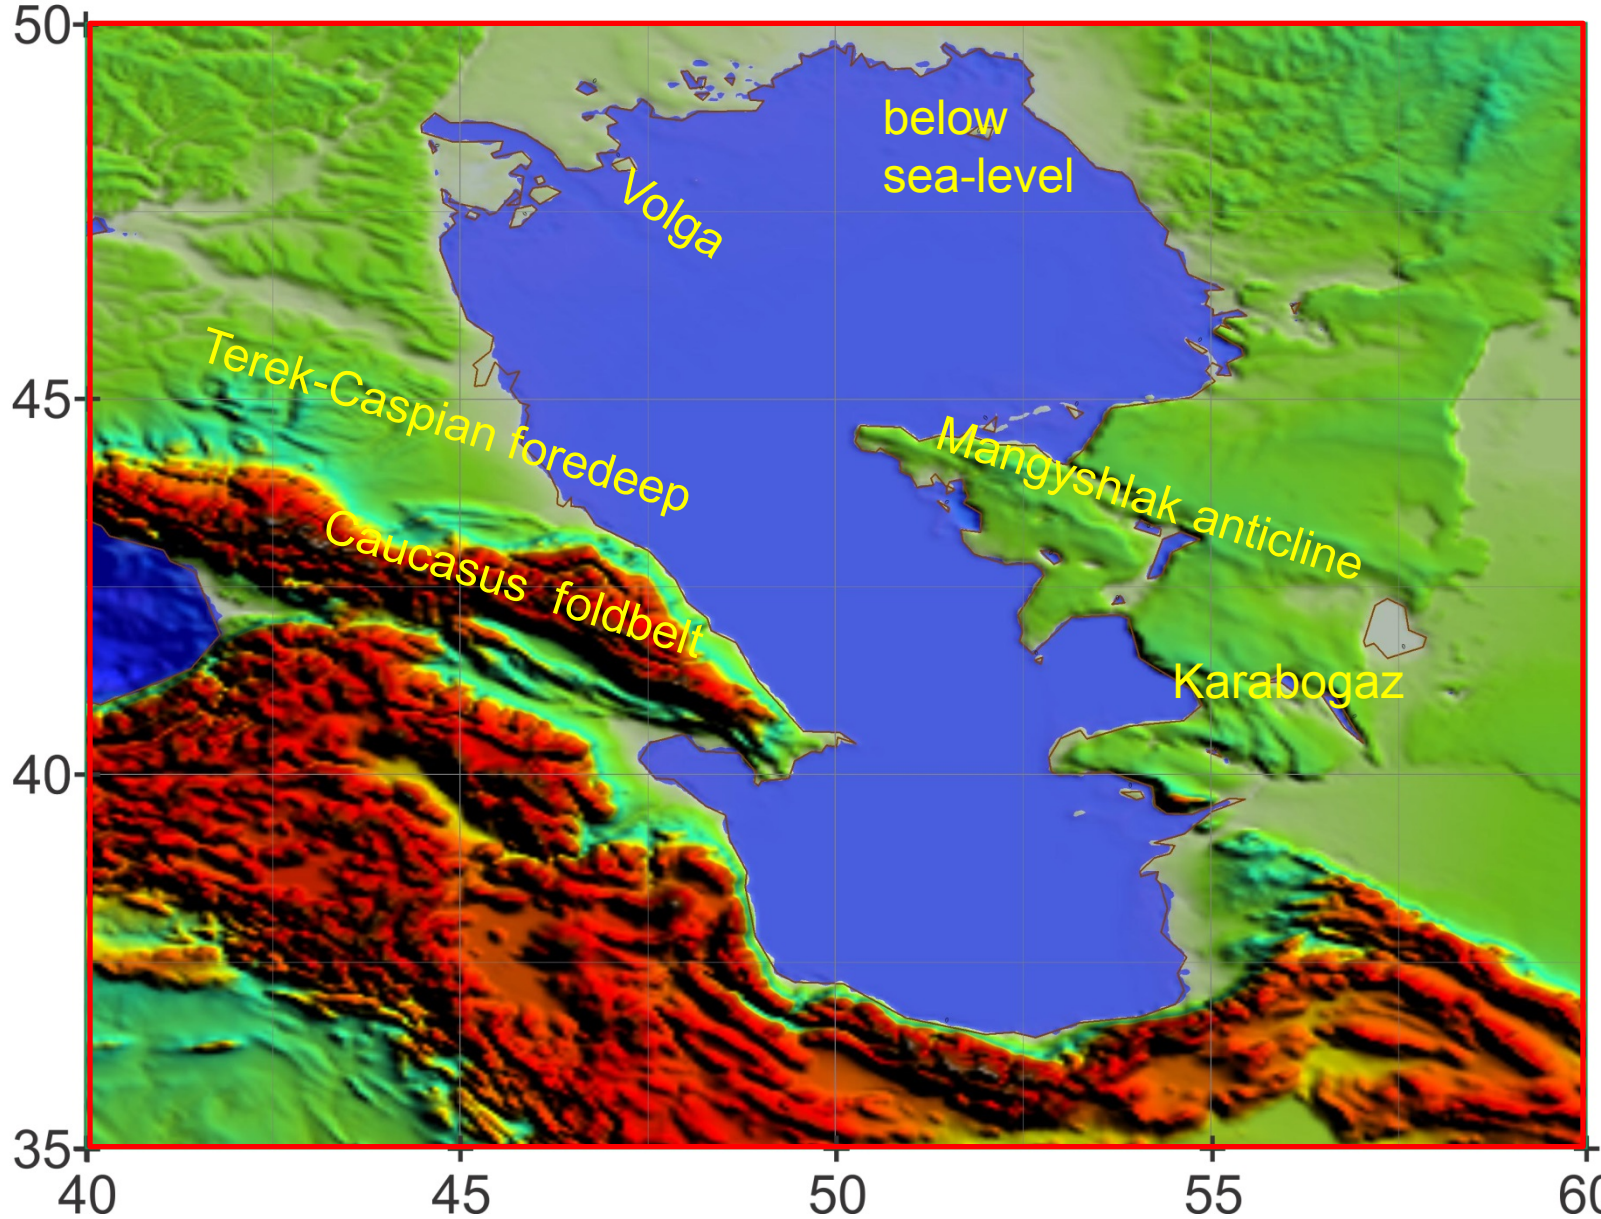 50
below
sea-level
Volga
Terek-Caspian foredeep
45
Mangyshlak anticline
Caucasus foldbelt
Karabogaz
40
35
40 45 50 55 60